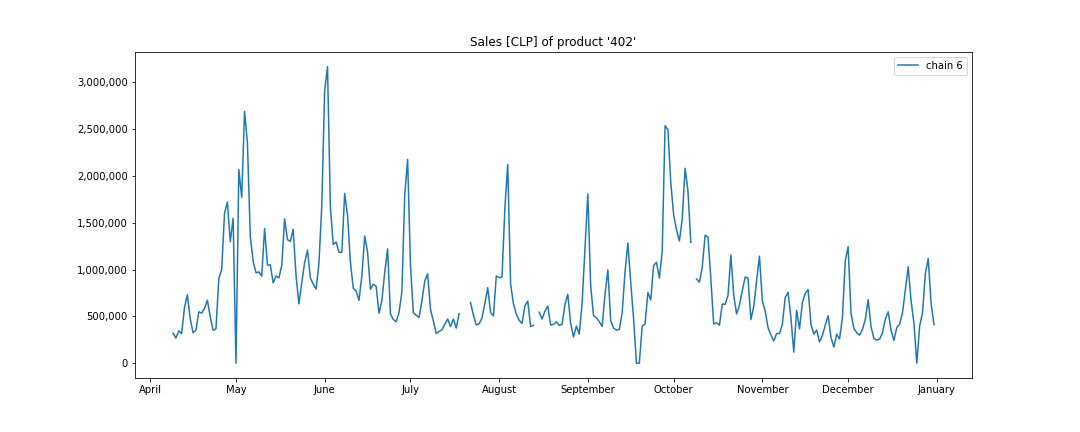 Sales [CLP] of product '402'
chain 6
3,000,000
2,500,000
2,000,000
1,500,000
1,000,000
500,000
0
April May June July August September October November December January